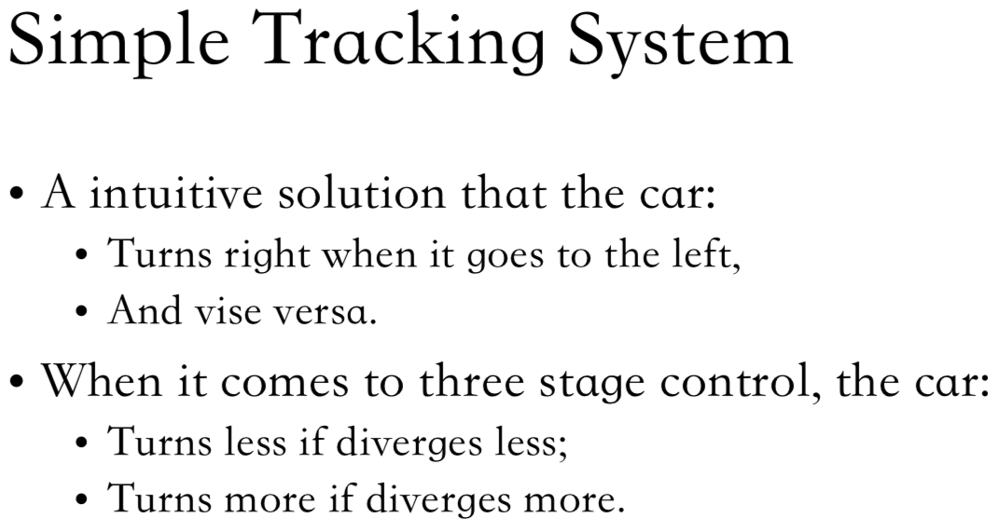 Simple Tracking System
• A intuitive solution that the car:
• Turns right when it goes to the left,
• And vise versa.
• When it comes to three stage control, the car:
• Turns less if diverges less;
• Turns more if diverges more.